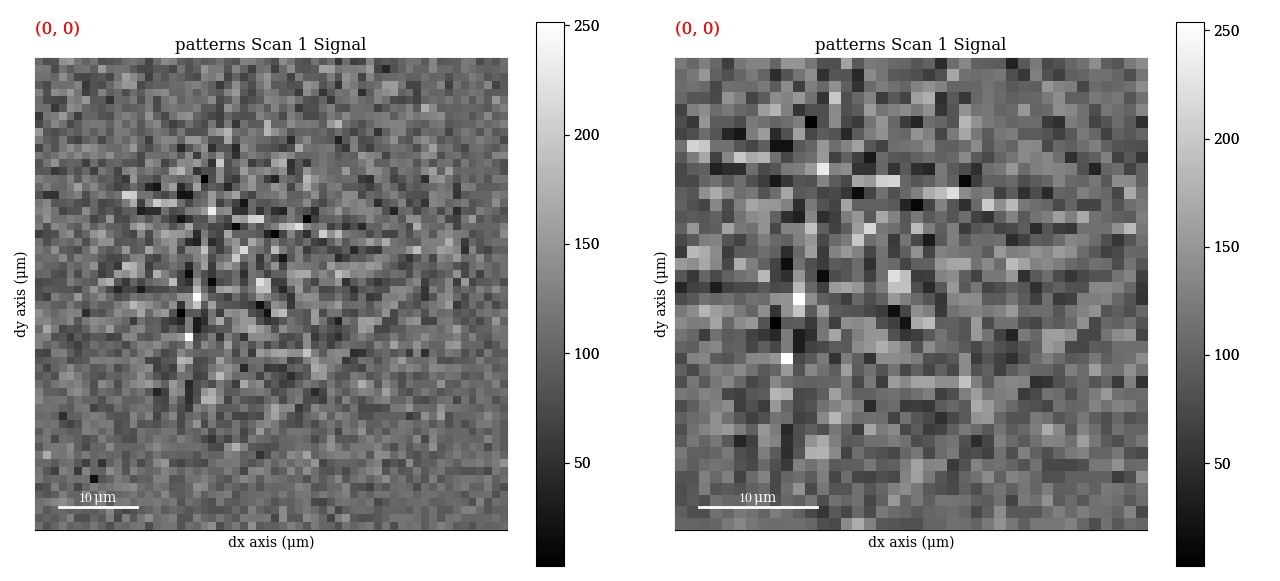 (0, 0)
patterns Scan 1 Signal
250
200
150
100
50
dy axis (μm)
10 μm
dx axis (μm)
(0, 0)
patterns Scan 1 Signal
250
200
150
100
50
dy axis (μm)
10 μm
dx axis (μm)